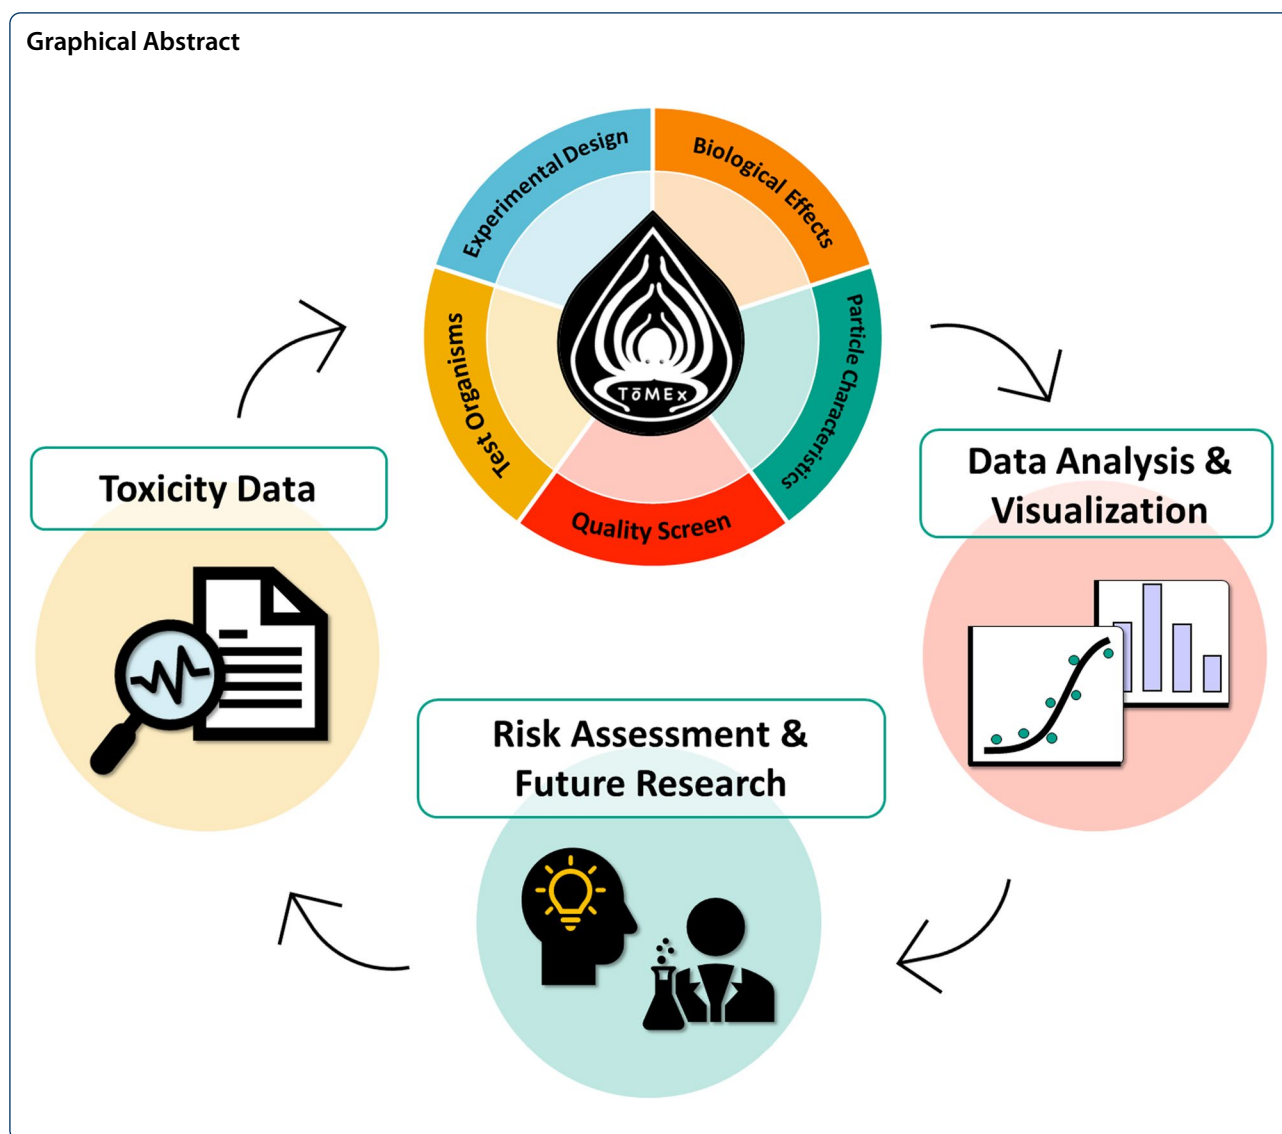 Graphical Abstract
Experimental Design
Biological Effects
Particle Characteristics
Quality Screen
Test Organisms
TōMEx
Toxicity Data
Data Analysis &
Visualization
Risk Assessment &
Future Research